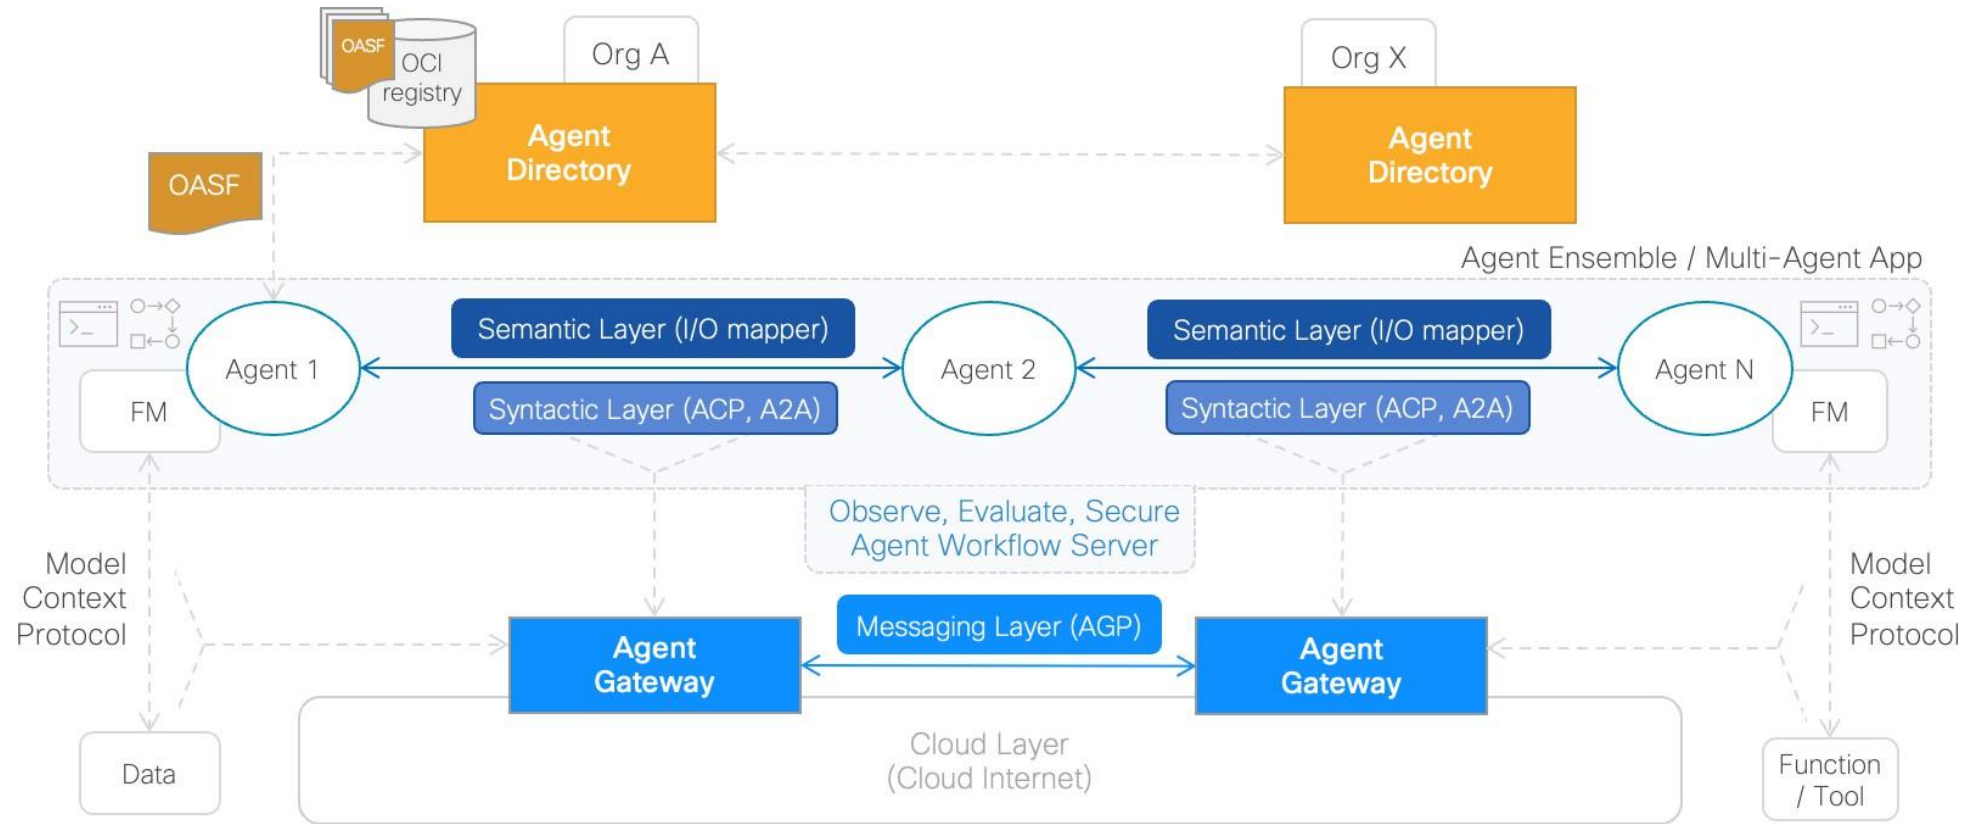 OASF
OCI
registry
Org A
Org X
Agent
Directory
Agent
Directory
OASF
Agent Ensemble / Multi-Agent App
>_
Semantic Layer (I/O mapper)
Semantic Layer (I/O mapper)
>_
Agent 1
Agent 2
Agent N
FM
Syntactic Layer (ACP, A2A)
Syntactic Layer (ACP, A2A)
FM
Observe, Evaluate, Secure
Agent Workflow Server
Model
Context
Protocol
Model
Context
Protocol
Agent
Gateway
Messaging Layer (AGP)
Agent
Gateway
Cloud Layer
(Cloud Internet)
Data
Function
/ Tool